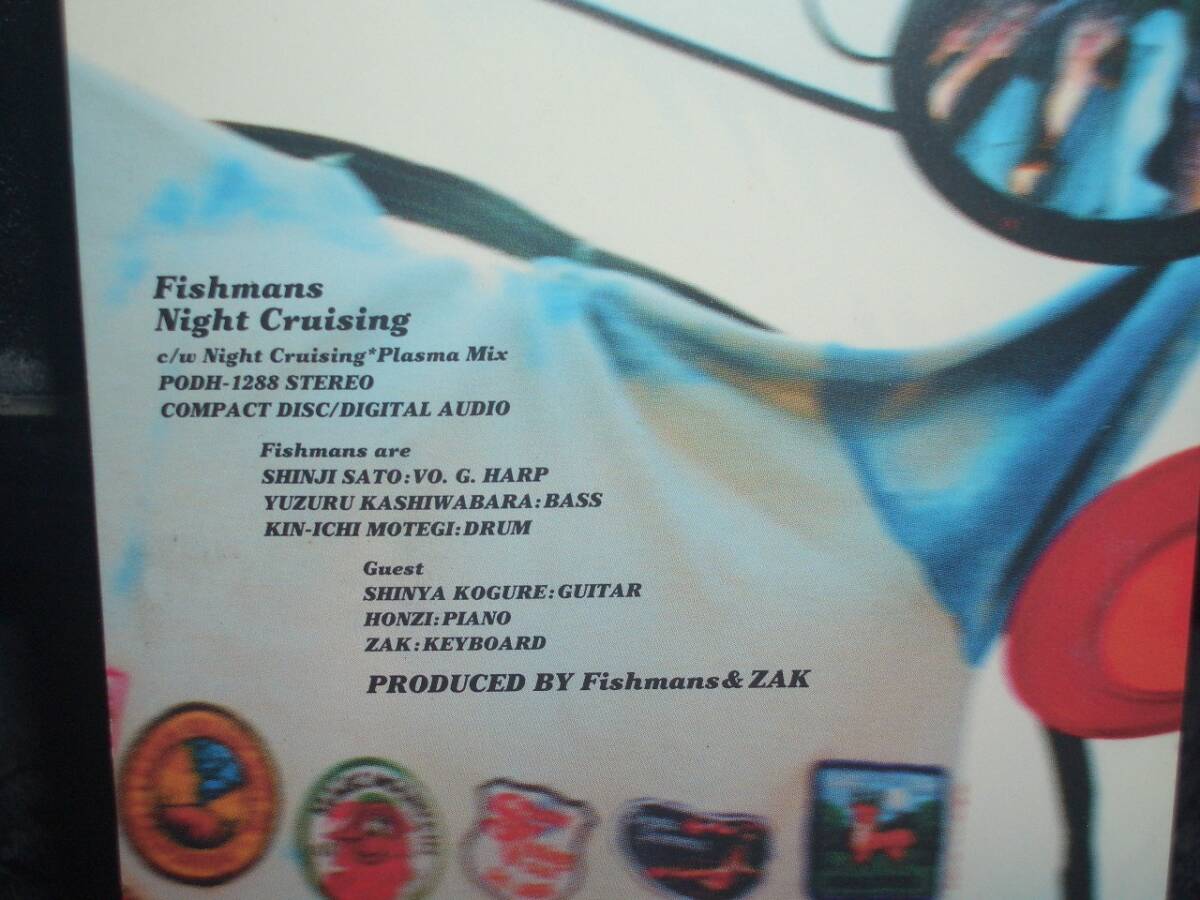 Fishmans
Night Cruising
c/w Night Cruising*Plasma Mix
PODH-1288 STEREO
COMPACT DISC/DIGITAL AUDIO
Fishmans are
SHINJI SATO:VO. G. HARP
YUZURU KASHIWABARA:BASS
KIN-ICHI MOTEGI:DRUM
Guest
SHINYA KOGURE:GUITAR
HONZI:PIANO
ZAK:KEYBOARD
PRODUCED BY Fishmans & ZAK